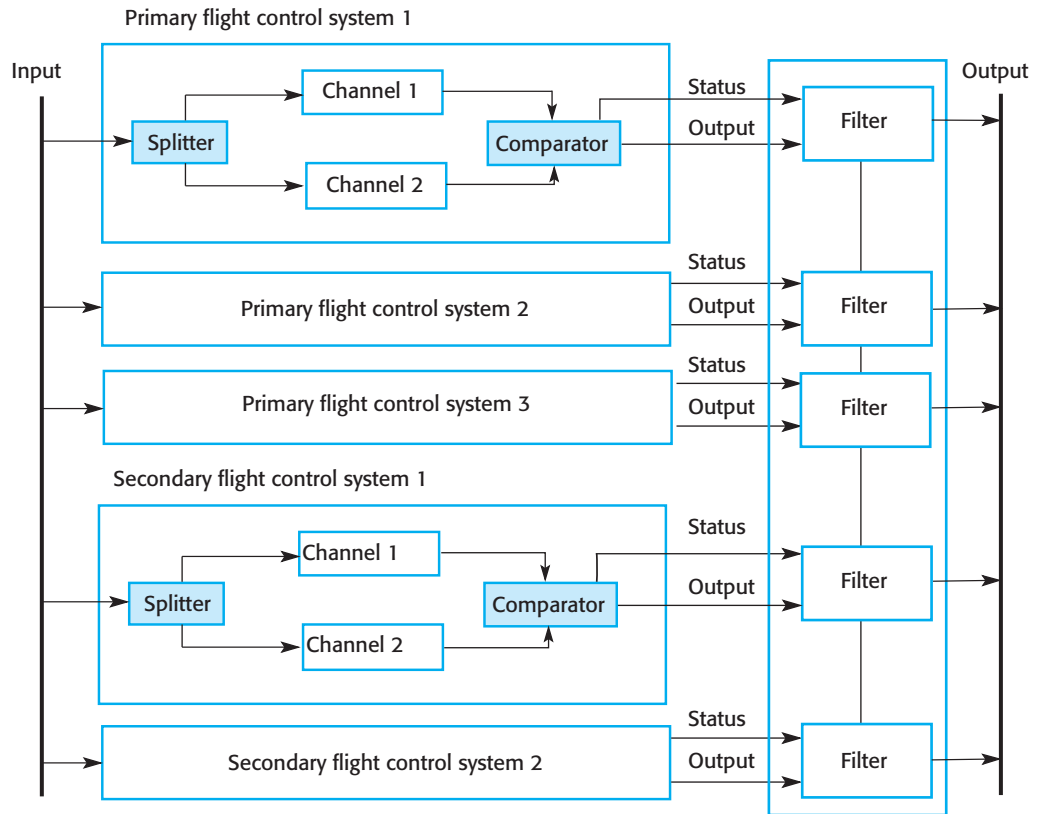 Primary flight control system 1
Input
Output
Splitter
Channel 1
Channel 2
Comparator
Status
Output
Filter
Primary flight control system 2
Status
Output
Filter
Primary flight control system 3
Status
Output
Filter
Secondary flight control system 1
Splitter
Channel 1
Channel 2
Comparator
Status
Output
Filter
Secondary flight control system 2
Status
Output
Filter